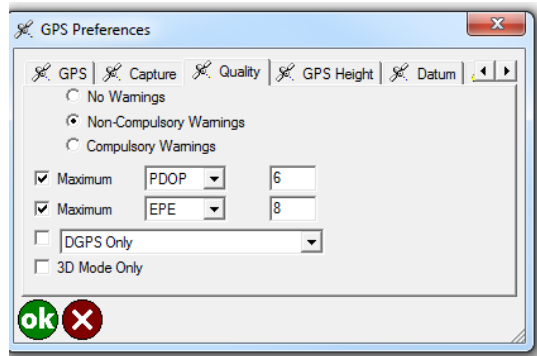 GPS Preferences
GPS Capture Quality GPS Height Datum
No Warnings
Non-Compulsory Warnings
Compulsory Warnings
Maximum PDOP 6
Maximum EPE 8
DGPS Only
3D Mode Only
ok